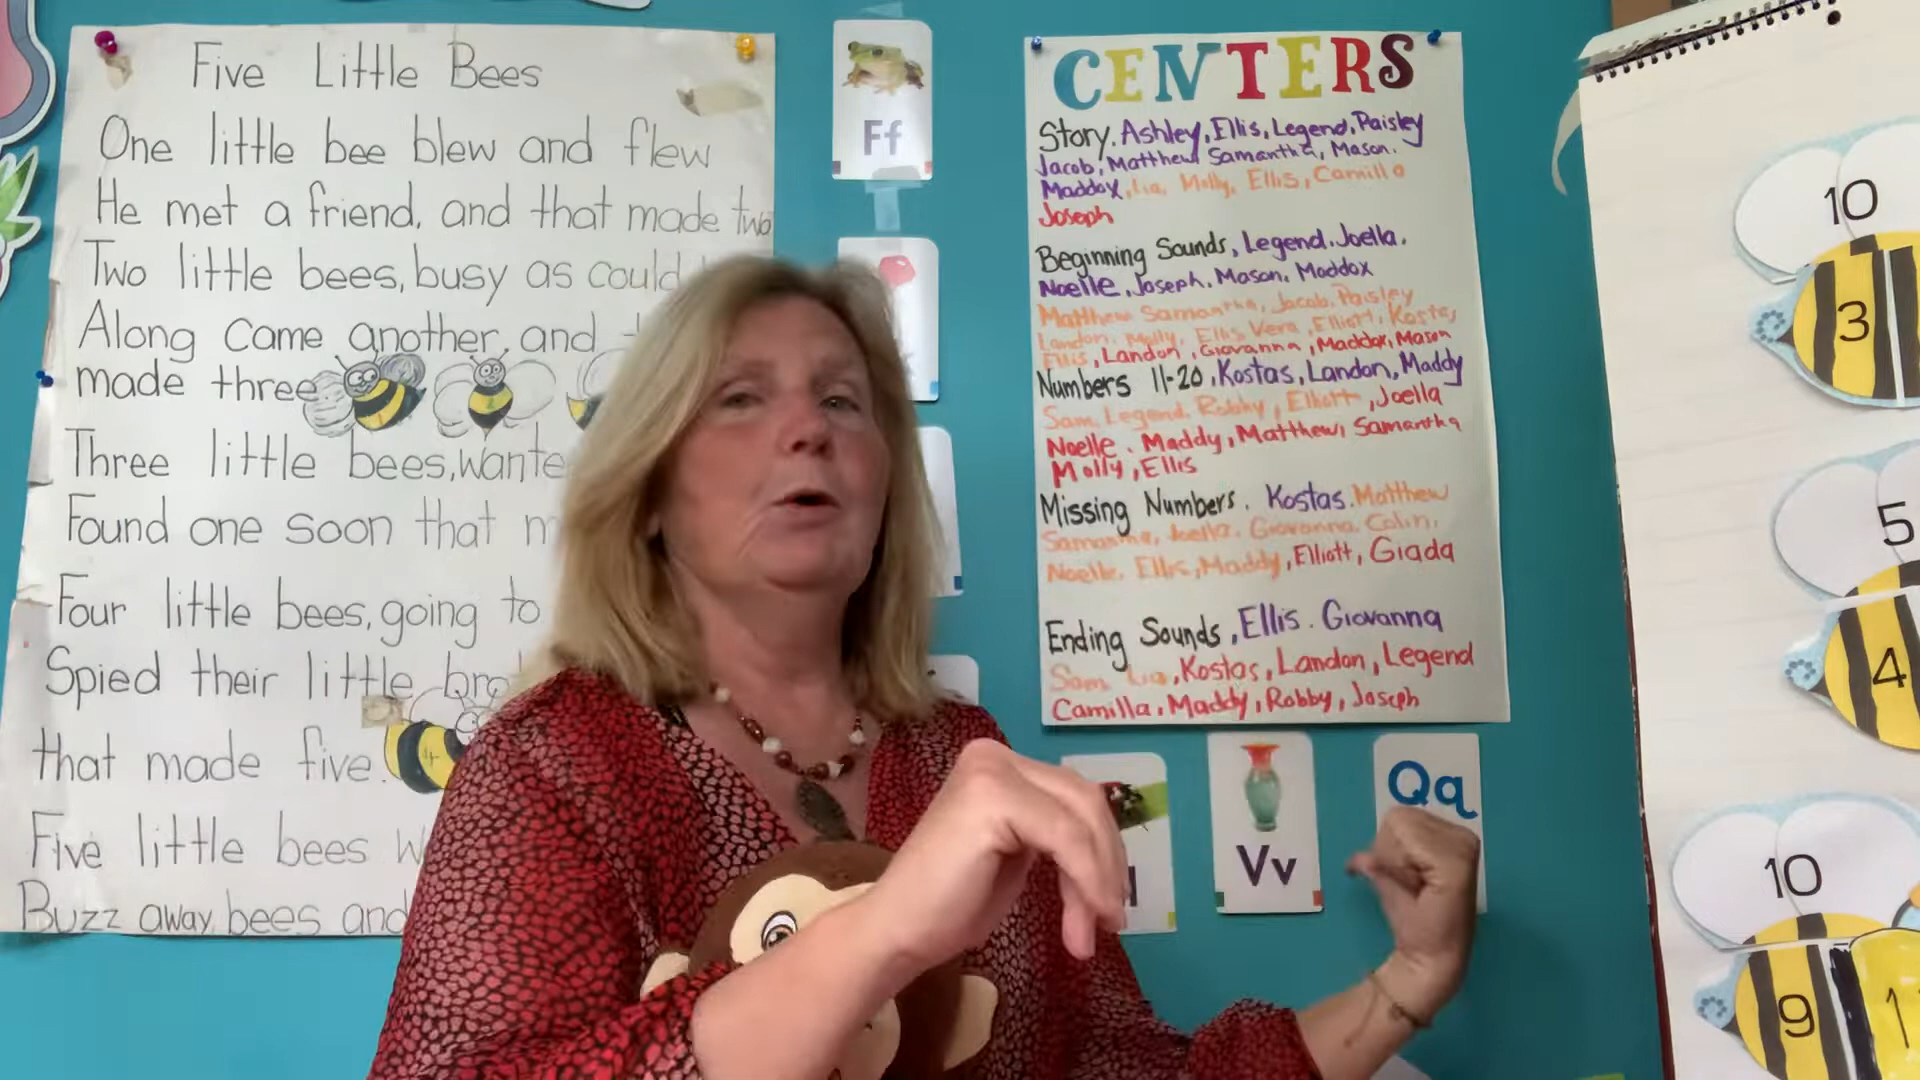 Five Little Bees
One little bee blew and flew
He met a friend, and that made two
Two little bees, busy as could
Along came another, and
made three
Three little bees, wante
Found one soon that m
Four little bees, going to
Spied their little bro
that made five.
Five little bees w
Buzz away, bees and
Ff
CENTERS
Story. Ashley, Ellis, Legend, Paisley
Jacob, Matthew Samantha, Mason.
Maddox, Lia, Molly, Ellis, Camilla
Joseph
Beginning Sounds, Legend. Joella.
Noelle, Joseph, Mason, Maddox
Matthew Samantha, Jacob, Paisley
Landon, Molly, Ellis Vera, Elliott, Kostas,
Ellis, Landon, Giovanna, Maddox, Mason
Numbers 11-20, Kostas, Landon, Maddy
Sam, Legend, Robby, Elliott, Joella
Noelle. Maddy, Matthew, Samantha
Molly, Ellis
Missing Numbers. Kostas. Matthew
Samantha, Joella. Giovanna. Colin.
Noelle, Ellis, Maddy, Elliott, Giada
Ending Sounds, Ellis. Giovanna
Sam, Lia, Kostas, Landon, Legend
Camilla, Maddy, Robby, Joseph
Vv
Qq
10
3
5
4
10
9